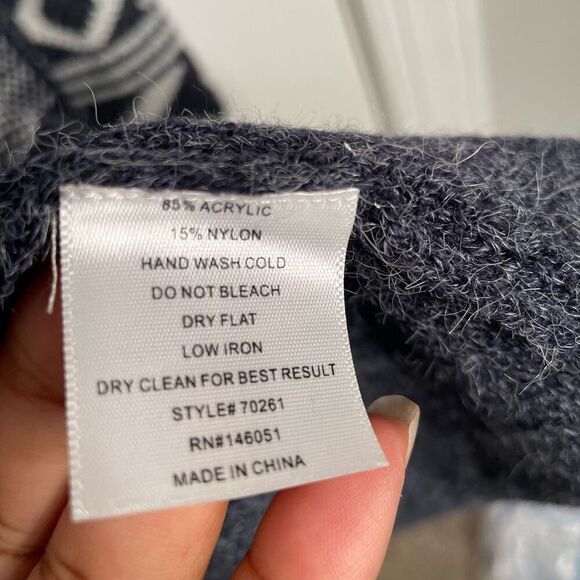 85% ACRYLIC
15% NYLON
HAND WASH COLD
DO NOT BLEACH
DRY FLAT
LOW IRON
DRY CLEAN FOR BEST RESULT
STYLE# 70261
RN#146051
MADE IN CHINA